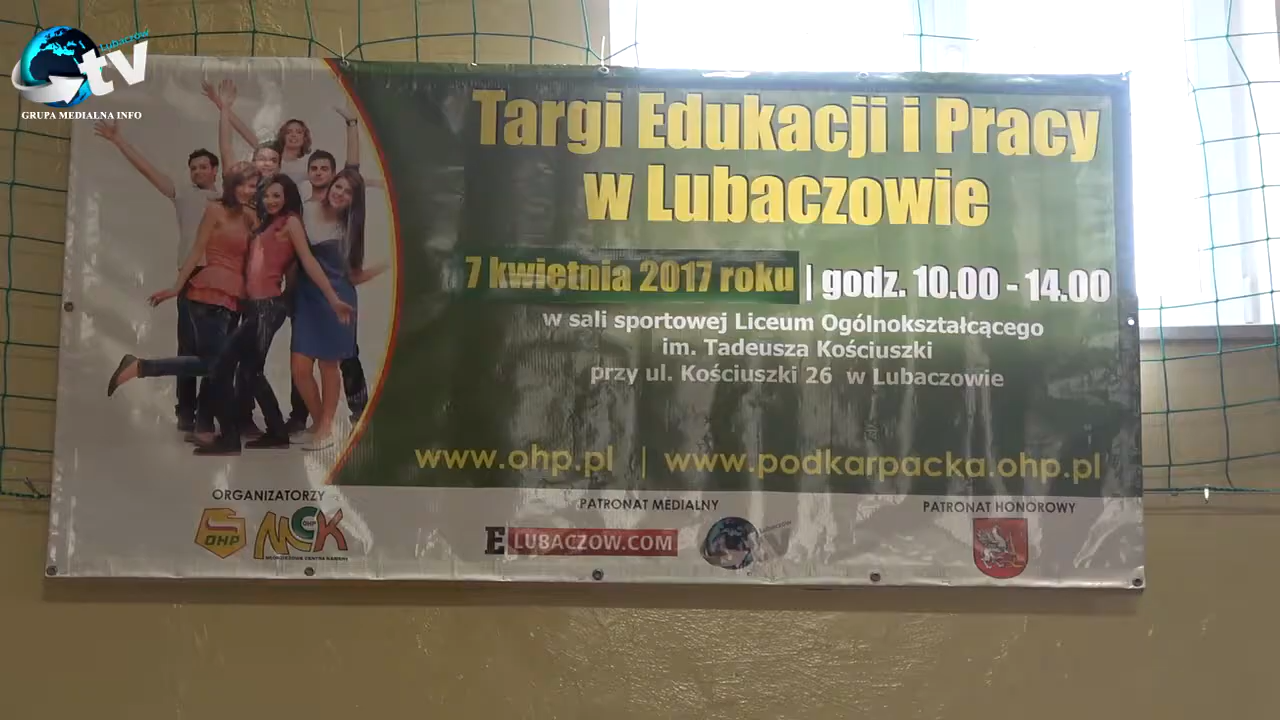 Lubaczów
tv
GRUPA MEDIALNA INFO
Targi Edukacji i Pracy
w Lubaczowie
7 kwietnia 2017 roku | godz. 10.00 - 14.00
w sali sportowej Liceum Ogólnokształcącego
im. Tadeusza Kościuszki
przy ul. Kościuszki 26 w Lubaczowie
www.ohp.pl | www.podkarpacka.ohp.pl
ORGANIZATORZY
PATRONAT MEDIALNY
PATRONAT HONOROWY
OHP
MCK
OHP
E LUBACZOW.COM